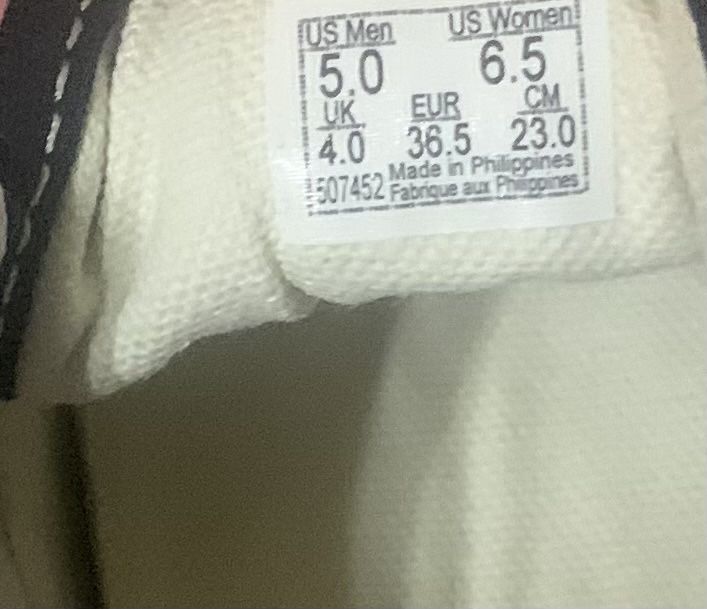 US Men US Women
5.0 6.5
UK EUR CM
4.0 36.5 23.0
Made in Philippines
507452 Fabrique aux Philippines